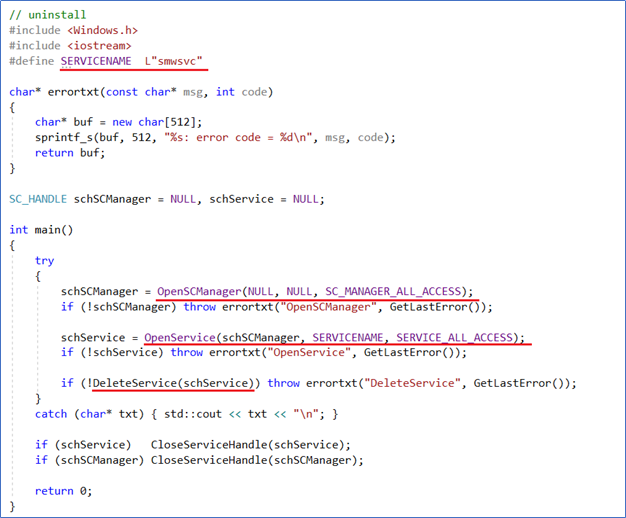 // uninstall
#include <Windows.h>
#include <iostream>
#define SERVICENAME  L"smwsvc"

char* errortxt(const char* msg, int code)
{
    char* buf = new char[512];
    sprintf_s(buf, 512, "%s: error code = %d\n", msg, code);
    return buf;
}

SC_HANDLE schSCManager = NULL, schService = NULL;

int main()
{
    try
    {
        schSCManager = OpenSCManager(NULL, NULL, SC_MANAGER_ALL_ACCESS);
        if (!schSCManager) throw errortxt("OpenSCManager", GetLastError());

        schService = OpenService(schSCManager, SERVICENAME, SERVICE_ALL_ACCESS);
        if (!schService) throw errortxt("OpenService", GetLastError());

        if (!DeleteService(schService)) throw errortxt("DeleteService", GetLastError());
    }
    catch (char* txt) { std::cout << txt << "\n"; }

    if (schService)   CloseServiceHandle(schService);
    if (schSCManager) CloseServiceHandle(schSCManager);

    return 0;
}